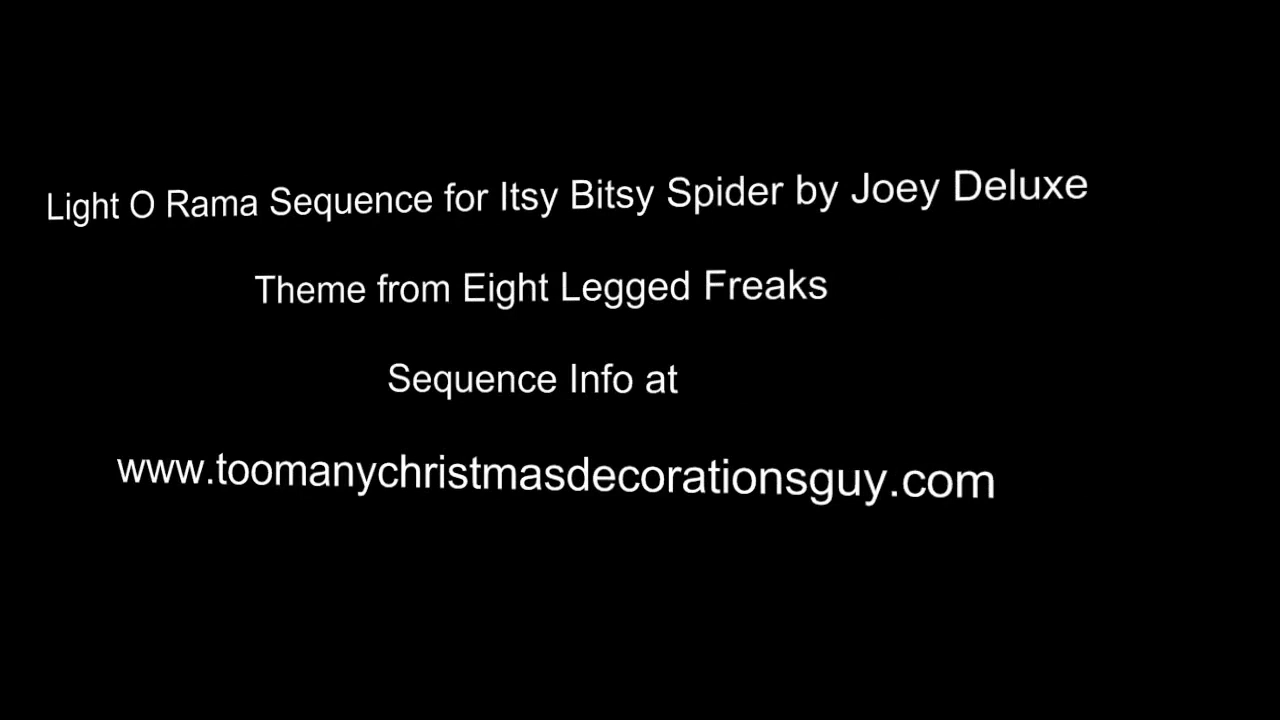 Light O Rama Sequence for Itsy Bitsy Spider by Joey Deluxe
Theme from Eight Legged Freaks
Sequence Info at
www.toomanychristmasdecorationsguy.com